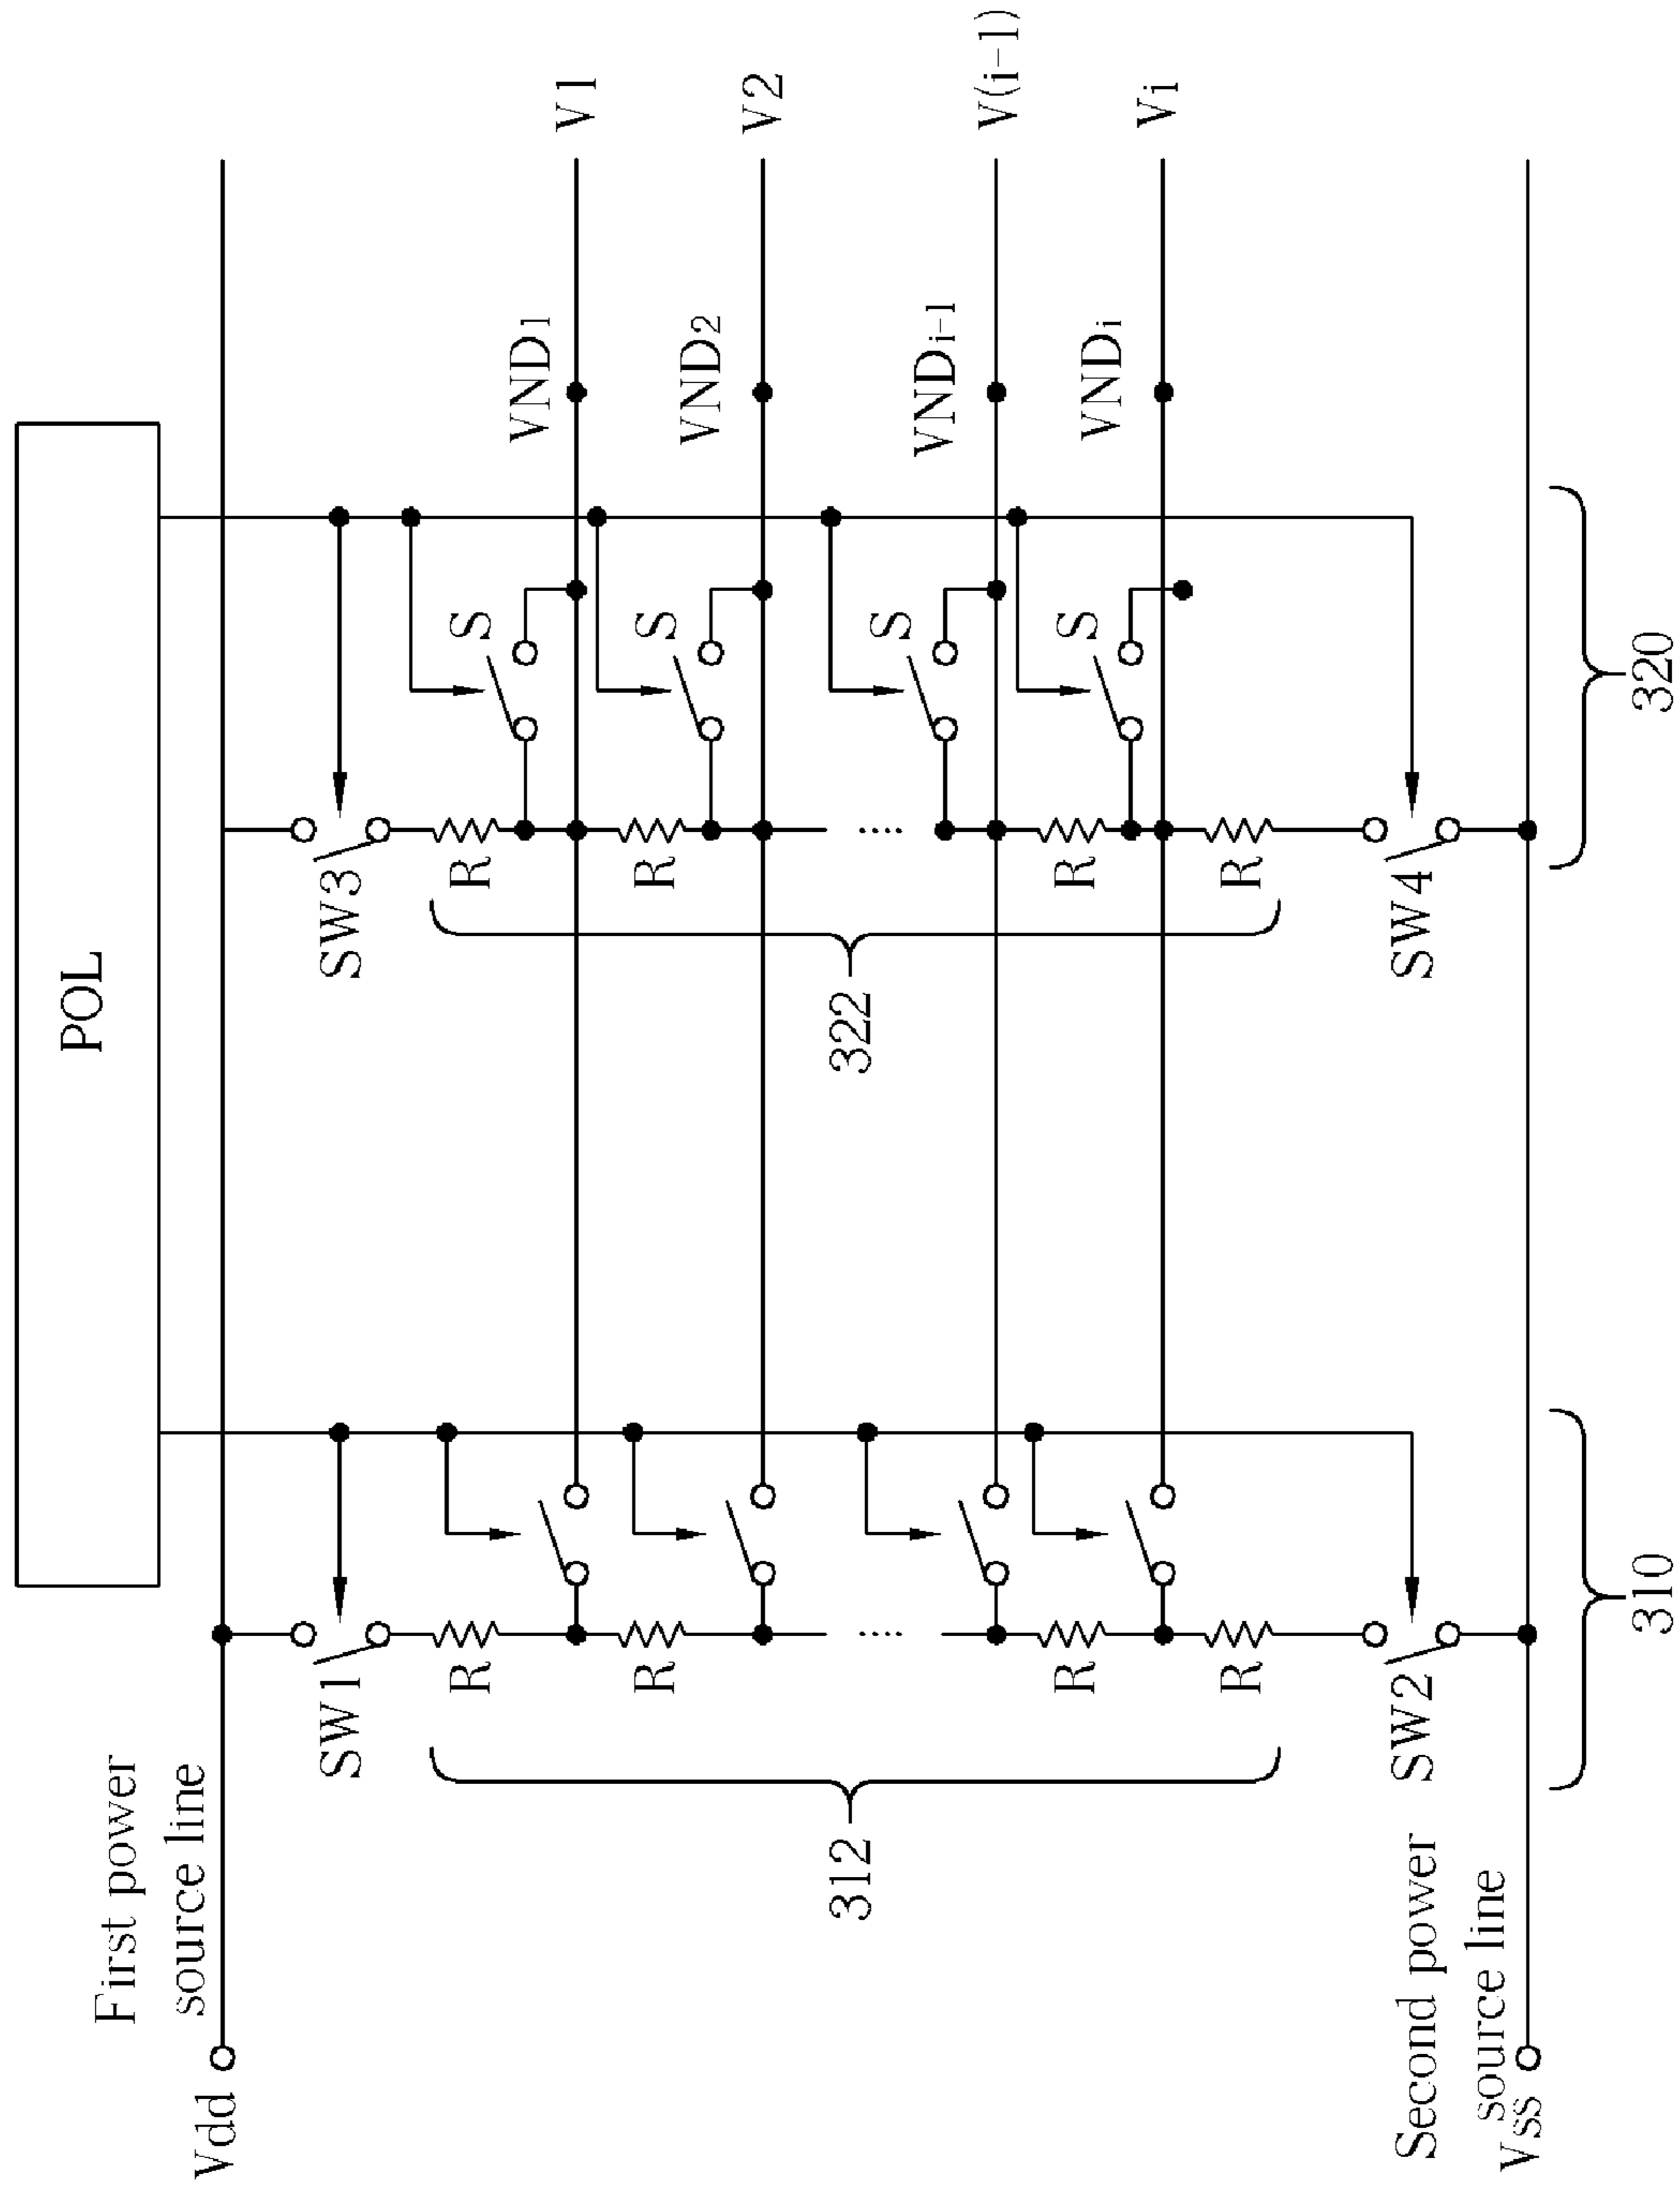 POL
First power
source line
Vdd
SW1
SW3
R
R
S
VND1
V1
R
R
S
VND2
V2
312
322
....
....
S
VNDi-1
V(i-1)
R
R
S
VNDi
Vi
R
R
Second power
source line
SW2
SW4
Vss
310
320